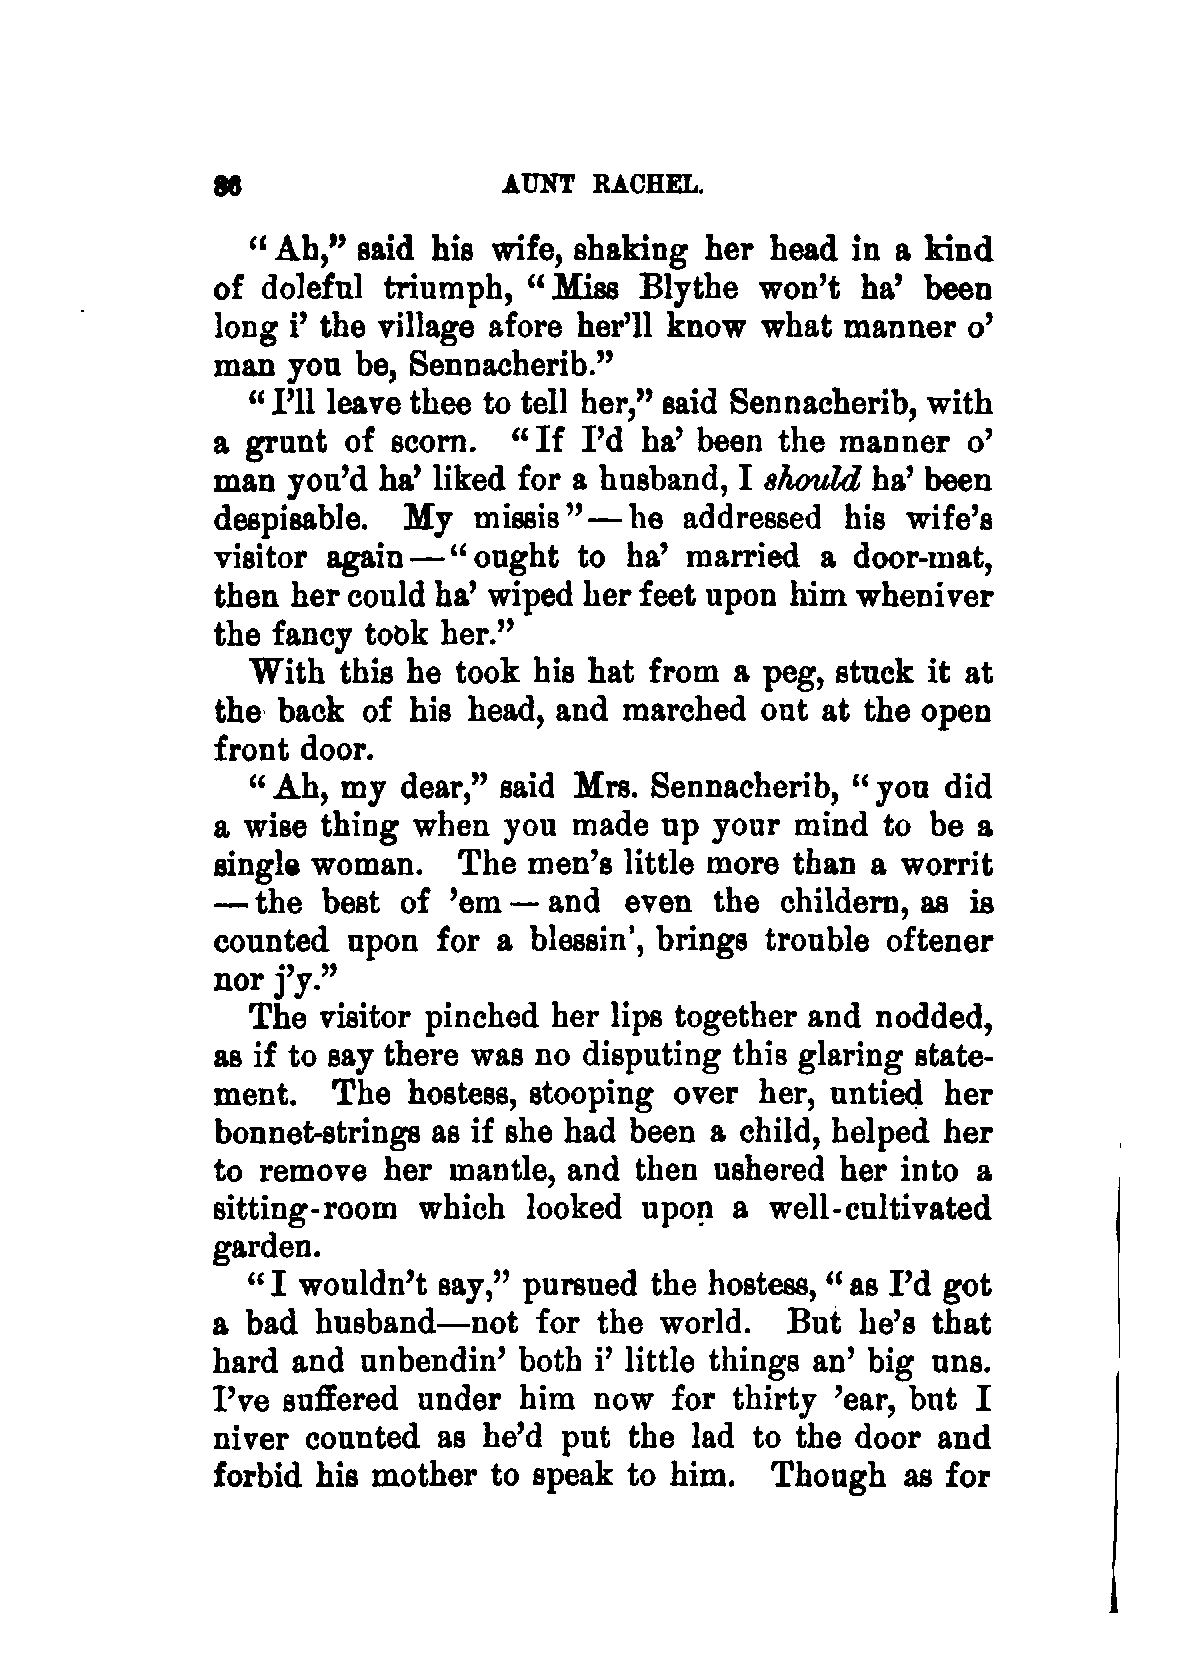 86 AUNT RACHEL.
“Ah,” said his wife, shaking her head in a kind
of doleful triumph, “Miss Blythe won’t ha’ been
long i’ the village afore her’ll know what manner o’
man you be, Sennacherib.”
“I’ll leave thee to tell her,” said Sennacherib, with
a grunt of scorn. “If I’d ha’ been the manner o’
man you’d ha’ liked for a husband, I should ha’ been
despisable. My missis”—he addressed his wife’s
visitor again—“ought to ha’ married a door-mat,
then her could ha’ wiped her feet upon him wheniver
the fancy took her.”
With this he took his hat from a peg, stuck it at
the back of his head, and marched out at the open
front door.
“Ah, my dear,” said Mrs. Sennacherib, “you did
a wise thing when you made up your mind to be a
single woman. The men’s little more than a worrit
—the best of ’em—and even the childern, as is
counted upon for a blessin’, brings trouble oftener
nor j’y.”
The visitor pinched her lips together and nodded,
as if to say there was no disputing this glaring state-
ment. The hostess, stooping over her, untied her
bonnet-strings as if she had been a child, helped her
to remove her mantle, and then ushered her into a
sitting-room which looked upon a well-cultivated
garden.
“I wouldn’t say,” pursued the hostess, “as I’d got
a bad husband—not for the world. But he’s that
hard and unbendin’ both i’ little things an’ big uns.
I’ve suffered under him now for thirty ’ear, but I
niver counted as he’d put the lad to the door and
forbid his mother to speak to him. Though as for